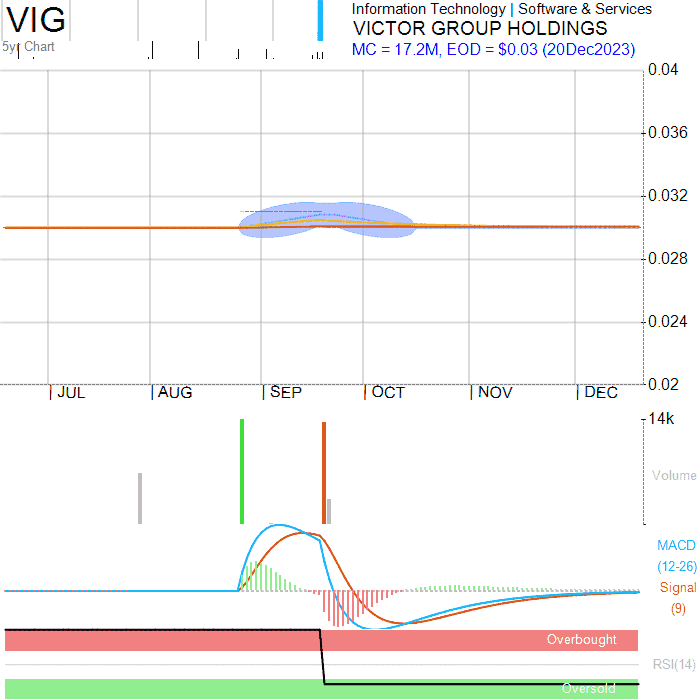 VIG
5yr Chart
Information Technology | Software & Services
VICTOR GROUP HOLDINGS
MC = 17.2M, EOD = $0.03 (20Dec2023)
0.04
0.036
0.032
0.028
0.024
0.02
JUL
AUG
SEP
OCT
NOV
DEC
14k
Volume
MACD
(12-26)
Signal
(9)
Overbought
RSI(14)
Oversold